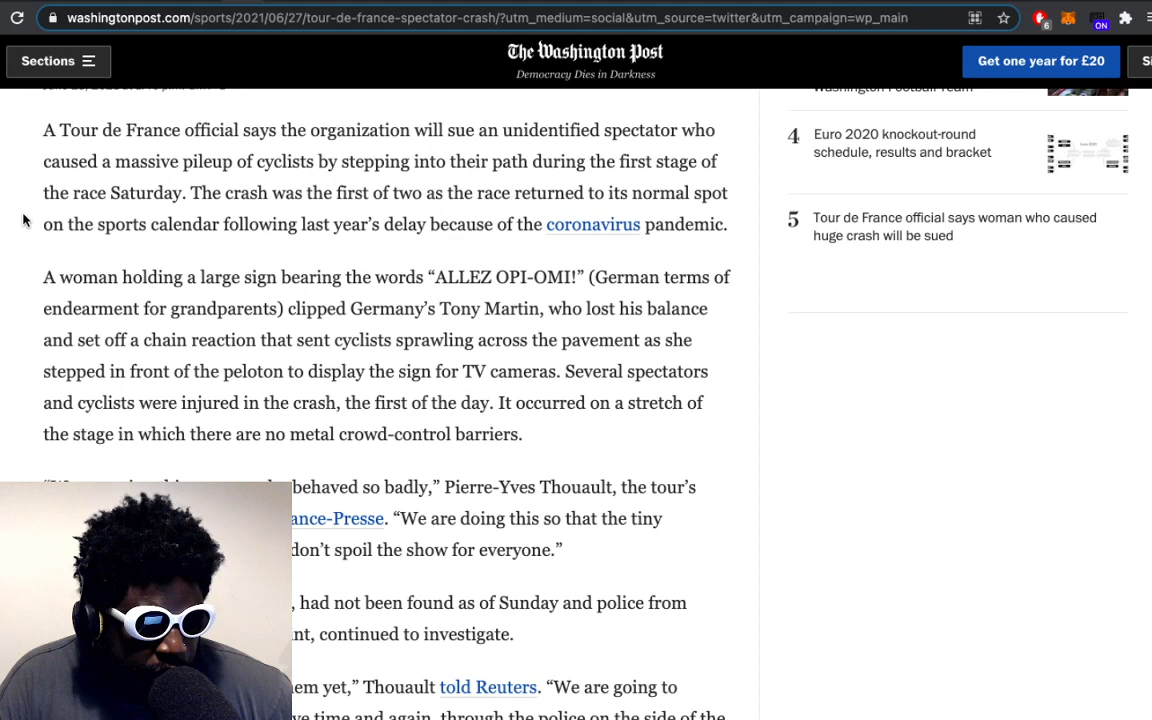 washingtonpost.com/sports/2021/06/27/tour-de-france-spectator-crash/?utm_medium=social&utm_source=twitter&utm_campaign=wp_main
6
ON
Sections
The Washington Post
Democracy Dies in Darkness
Get one year for £20
Washington Football Team
A Tour de France official says the organization will sue an unidentified spectator who
caused a massive pileup of cyclists by stepping into their path during the first stage of
the race Saturday. The crash was the first of two as the race returned to its normal spot
on the sports calendar following last year's delay because of the coronavirus pandemic.
A woman holding a large sign bearing the words “ALLEZ OPI-OMI!” (German terms of
endearment for grandparents) clipped Germany's Tony Martin, who lost his balance
and set off a chain reaction that sent cyclists sprawling across the pavement as she
stepped in front of the peloton to display the sign for TV cameras. Several spectators
and cyclists were injured in the crash, the first of the day. It occurred on a stretch of
the stage in which there are no metal crowd-control barriers.
behaved so badly,” Pierre-Yves Thouault, the tour's
ance-Presse. “We are doing this so that the tiny
don't spoil the show for everyone.”
, had not been found as of Sunday and police from
nt, continued to investigate.
em yet,” Thouault told Reuters. “We are going to
ve time and again, through the police on the side of the
4 Euro 2020 knockout-round
schedule, results and bracket
5 Tour de France official says woman who caused
huge crash will be sued